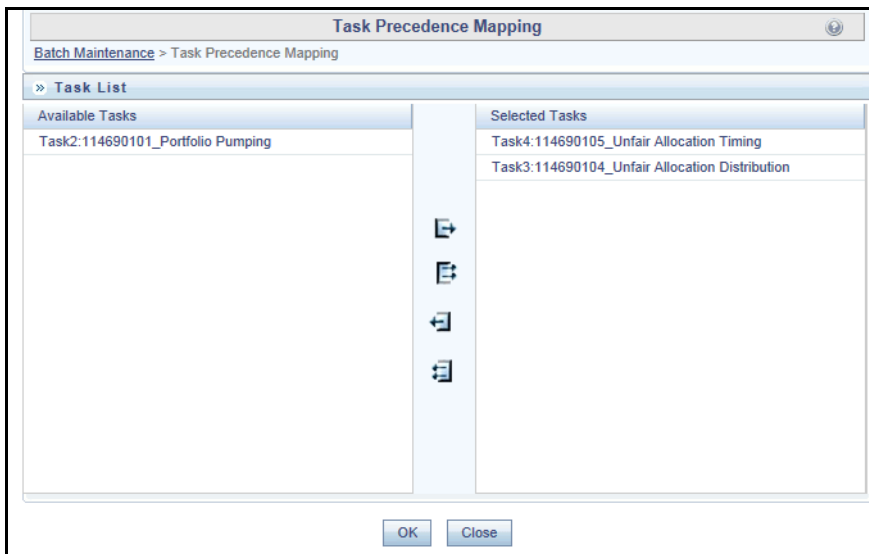 Task Precedence Mapping
Batch Maintenance > Task Precedence Mapping
» Task List
Available Tasks
Task2:114690101_Portfolio Pumping
Selected Tasks
Task4:114690105_Unfair Allocation Timing
Task3:114690104_Unfair Allocation Distribution
OK
Close